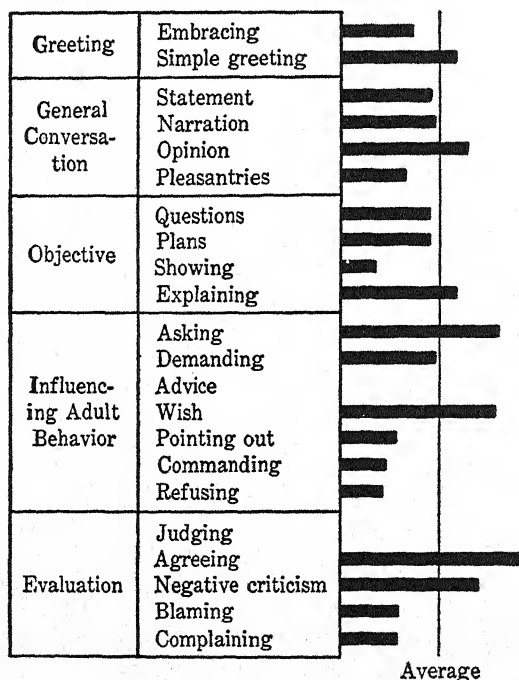 Greeting
Embracing
Simple greeting
General
Conversa-
tion
Statement
Narration
Opinion
Pleasantries
Objective
Questions
Plans
Showing
Explaining
Influenc-
ing Adult
Behavior
Asking
Demanding
Advice
Wish
Pointing out
Commanding
Refusing
Evaluation
Judging
Agreeing
Negative criticism
Blaming
Complaining
Average